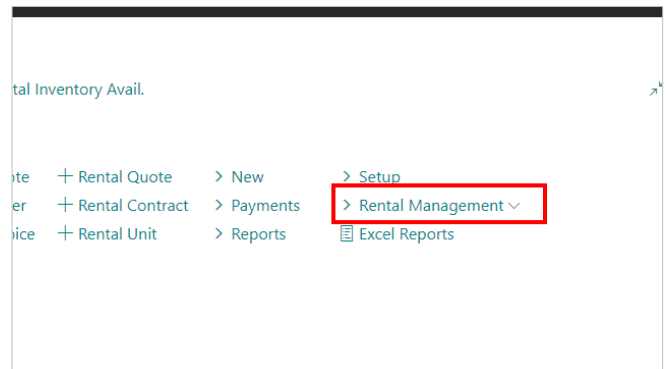 tal Inventory Avail.
ote + Rental Quote > New > Setup
er + Rental Contract > Payments > Rental Management
oice + Rental Unit > Reports Excel Reports